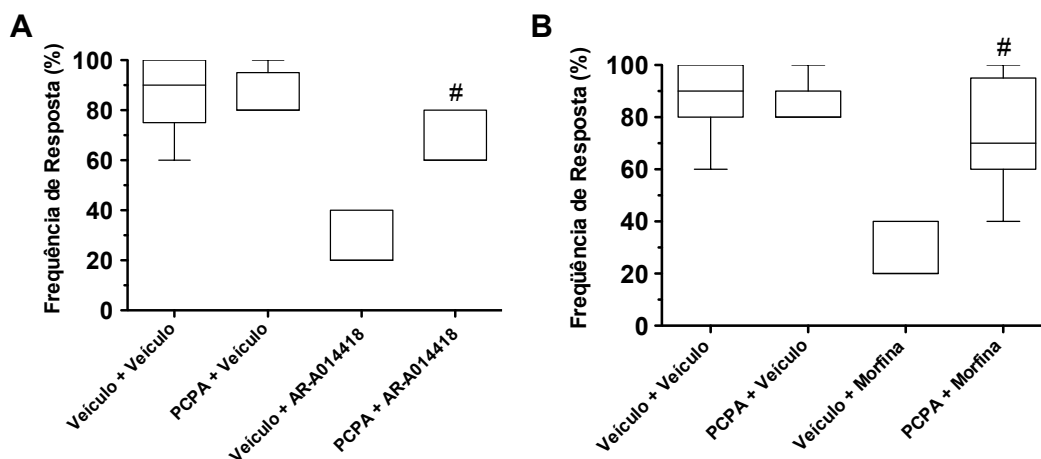 A
Frequência de Resposta (%)
100
80
60
40
20
0
#
Veículo + Veículo
PCPA + Veículo
Veículo + AR-A014418
PCPA + AR-A014418
B
Freqüência de Resposta (%)
100
80
60
40
20
0
#
Veículo + Veículo
PCPA + Veículo
Veículo + Morfina
PCPA + Morfina